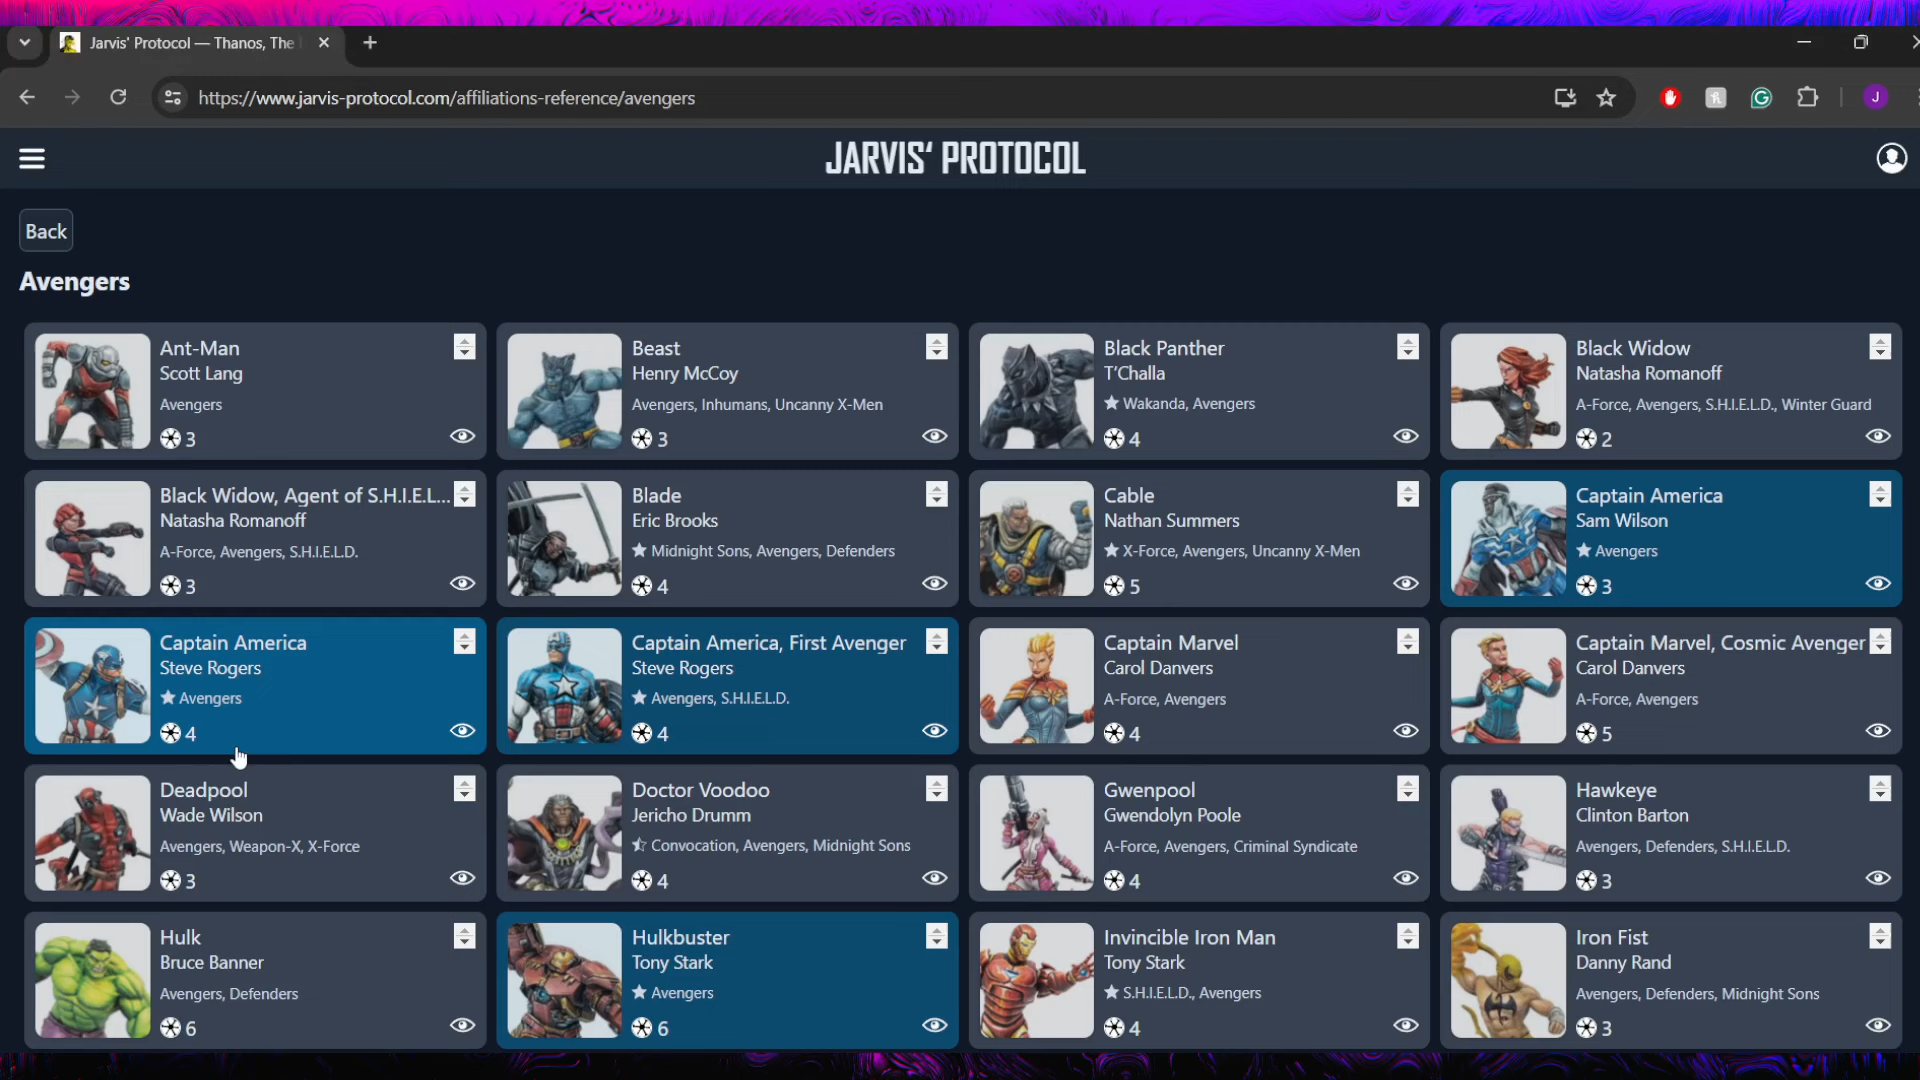 Jarvis' Protocol — Thanos, The
https://www.jarvis-protocol.com/affiliations-reference/avengers
J
JARVIS' PROTOCOL
Back
Avengers
Ant-Man
Scott Lang
Avengers
3
Beast
Henry McCoy
Avengers, Inhumans, Uncanny X-Men
3
Black Panther
T'Challa
Wakanda, Avengers
4
Black Widow
Natasha Romanoff
A-Force, Avengers, S.H.I.E.L.D., Winter Guard
2
Black Widow, Agent of S.H.I.E.L...
Natasha Romanoff
A-Force, Avengers, S.H.I.E.L.D.
3
Blade
Eric Brooks
Midnight Sons, Avengers, Defenders
4
Cable
Nathan Summers
X-Force, Avengers, Uncanny X-Men
5
Captain America
Sam Wilson
Avengers
3
Captain America
Steve Rogers
Avengers
4
Captain America, First Avenger
Steve Rogers
Avengers, S.H.I.E.L.D.
4
Captain Marvel
Carol Danvers
A-Force, Avengers
4
Captain Marvel, Cosmic Avenger
Carol Danvers
A-Force, Avengers
5
Deadpool
Wade Wilson
Avengers, Weapon-X, X-Force
3
Doctor Voodoo
Jericho Drumm
Convocation, Avengers, Midnight Sons
4
Gwenpool
Gwendolyn Poole
A-Force, Avengers, Criminal Syndicate
4
Hawkeye
Clinton Barton
Avengers, Defenders, S.H.I.E.L.D.
3
Hulk
Bruce Banner
Avengers, Defenders
6
Hulkbuster
Tony Stark
Avengers
6
Invincible Iron Man
Tony Stark
S.H.I.E.L.D., Avengers
4
Iron Fist
Danny Rand
Avengers, Defenders, Midnight Sons
3